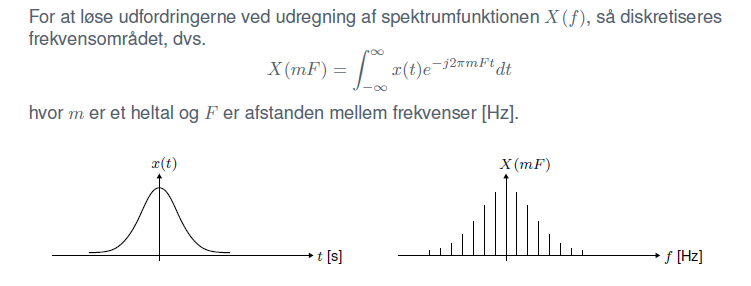 For at løse udfordringerne ved udregning af spektrumfunktionen X(f), så diskretiseres
frekvensområdet, dvs.
X(mF) = ∫_{-∞}^{∞} x(t)e^{-j2πmFt}dt
hvor m er et heltal og F er afstanden mellem frekvenser [Hz].
x(t)
t [s]
X(mF)
f [Hz]